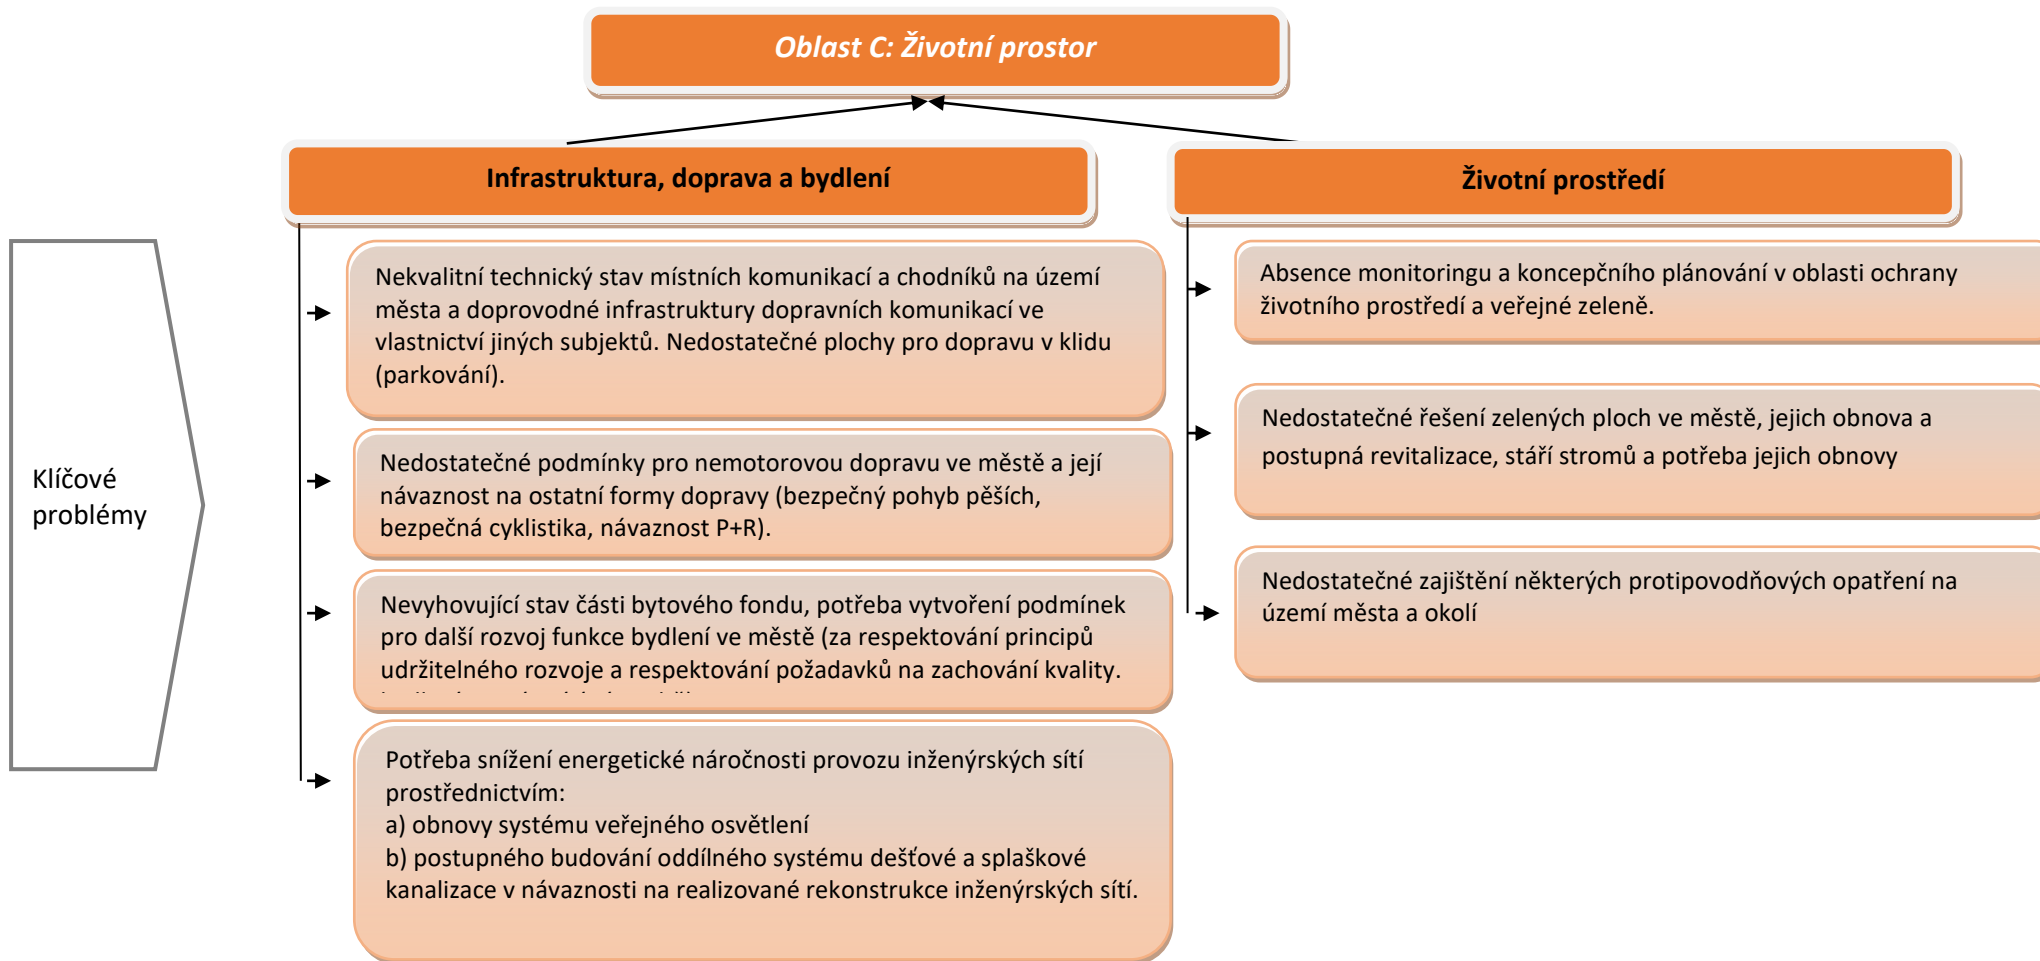 Oblast C: Životní prostor
Infrastruktura, doprava a bydlení
Životní prostředí
Klíčové
problémy
Nekvalitní technický stav místních komunikací a chodníků na území
města a doprovodné infrastruktury dopravních komunikací ve
vlastnictví jiných subjektů. Nedostatečné plochy pro dopravu v klidu
(parkování).
Nedostatečné podmínky pro nemotorovou dopravu ve městě a její
návaznost na ostatní formy dopravy (bezpečný pohyb pěších,
bezpečná cyklistika, návaznost P+R).
Nevyhovující stav části bytového fondu, potřeba vytvoření podmínek
pro další rozvoj funkce bydlení ve městě (za respektování principů
udržitelného rozvoje a respektování požadavků na zachování kvality.
Potřeba snížení energetické náročnosti provozu inženýrských sítí
prostřednictvím:
a) obnovy systému veřejného osvětlení
b) postupného budování oddílného systému dešťové a splaškové
kanalizace v návaznosti na realizované rekonstrukce inženýrských sítí.
Absence monitoringu a koncepčního plánování v oblasti ochrany
životního prostředí a veřejné zeleně.
Nedostatečné řešení zelených ploch ve městě, jejich obnova a
postupná revitalizace, stáří stromů a potřeba jejich obnovy
Nedostatečné zajištění některých protipovodňových opatření na
území města a okolí